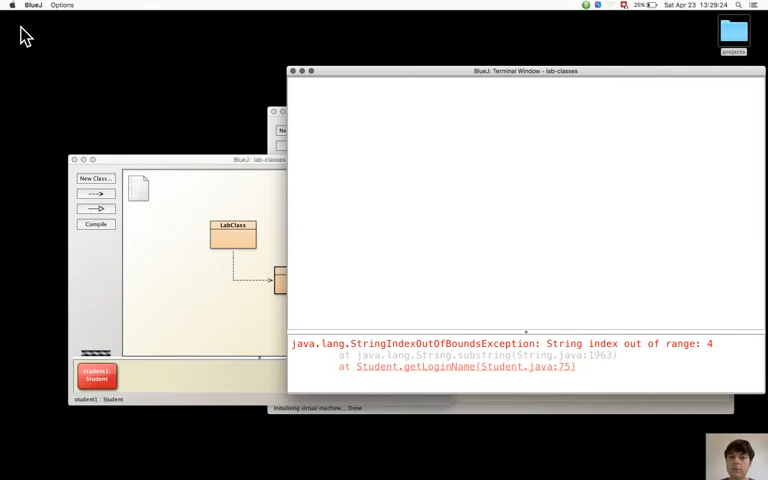 BlueJ Options
25% Sat Apr 23 13:29:24
projects
BlueJ: Terminal Window - lab-classes
Ne
BlueJ: lab-classes
New Class...
LabClass
Compile
java.lang.StringIndexOutOfBoundsException: String index out of range: 4
at java.lang.String.substring(String.java:1963)
at Student.getLoginName(Student.java:75)
student1:
Student
student1 : Student
Initialising virtual machine... Done.